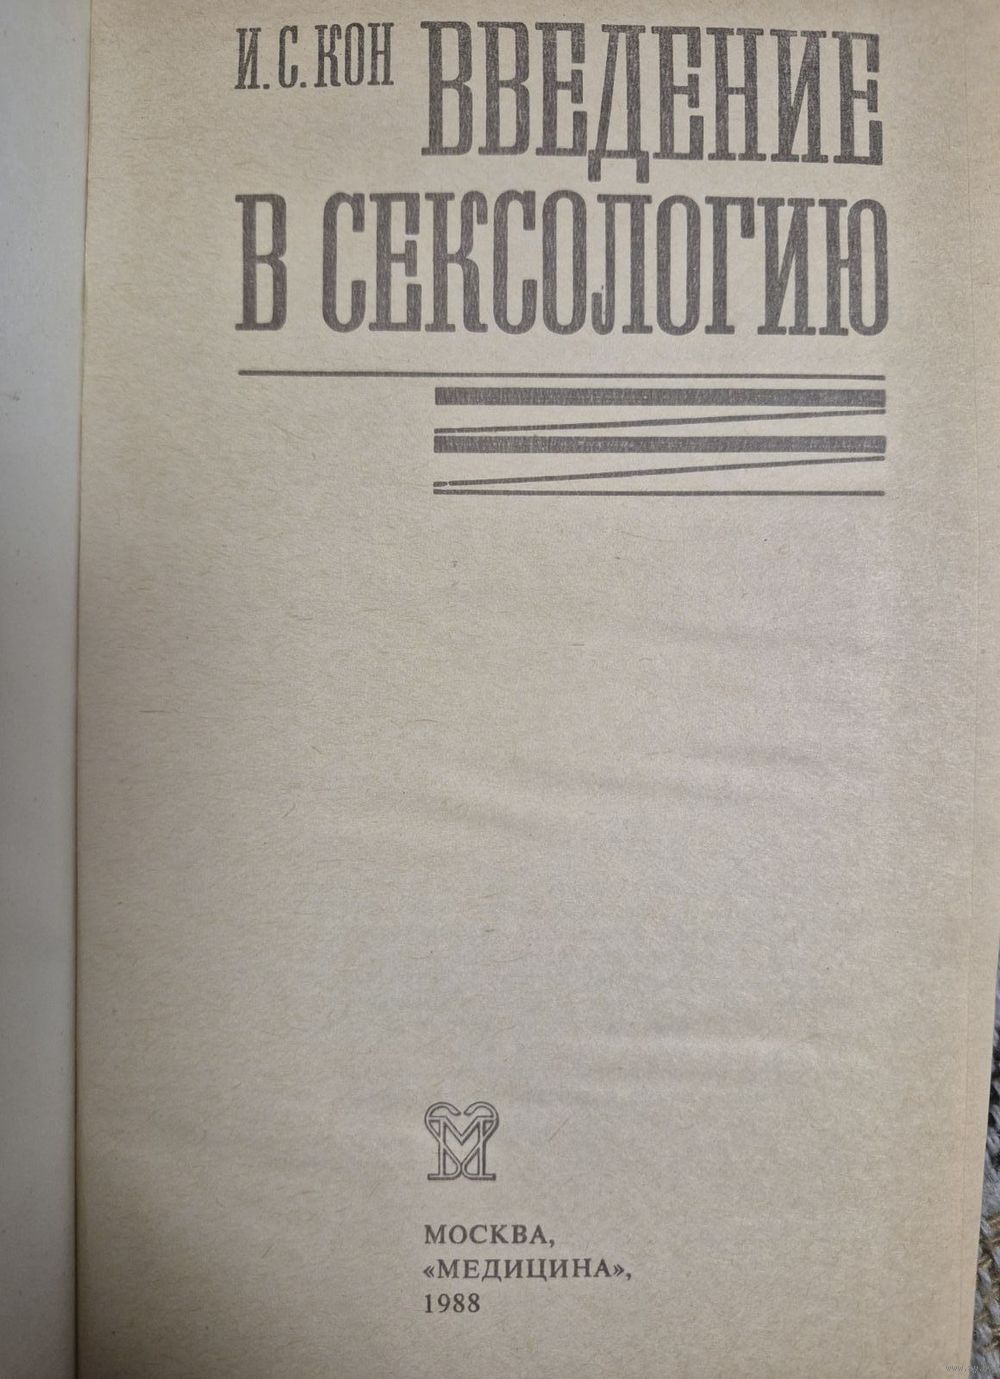 И. С. КОН ВВЕДЕНИЕ
В СЕКСОЛОГИЮ
М
МОСКВА,
«МЕДИЦИНА»,
1988